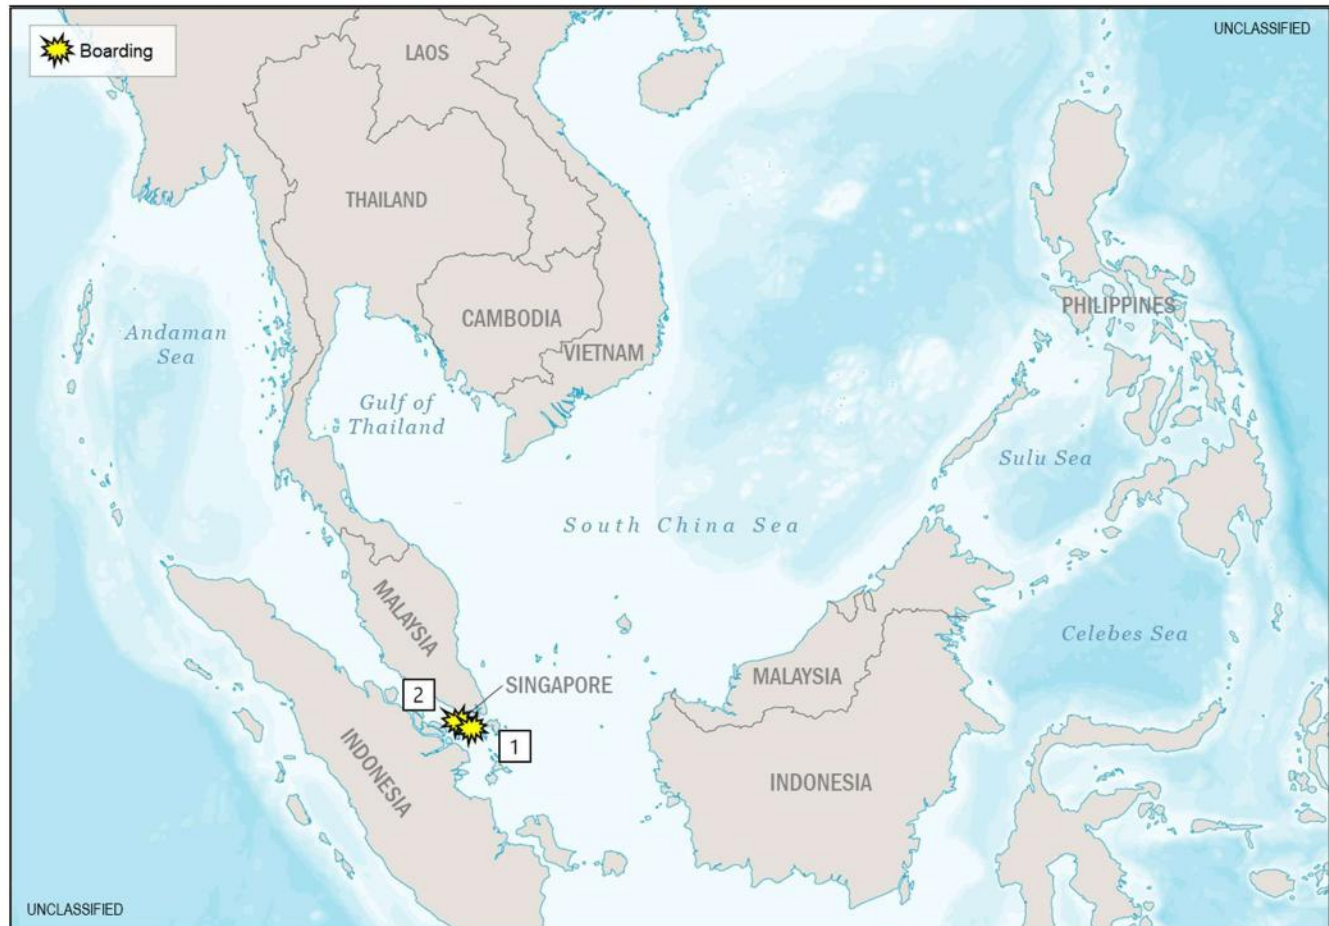 UNCLASSIFIED
Boarding
LAOS
THAILAND
CAMBODIA
VIETNAM
PHILIPPINES
Andaman
Sea
Gulf of
Thailand
Sulu Sea
South China Sea
MALAYSIA
Celebes Sea
2
SINGAPORE
MALAYSIA
1
INDONESIA
INDONESIA
UNCLASSIFIED